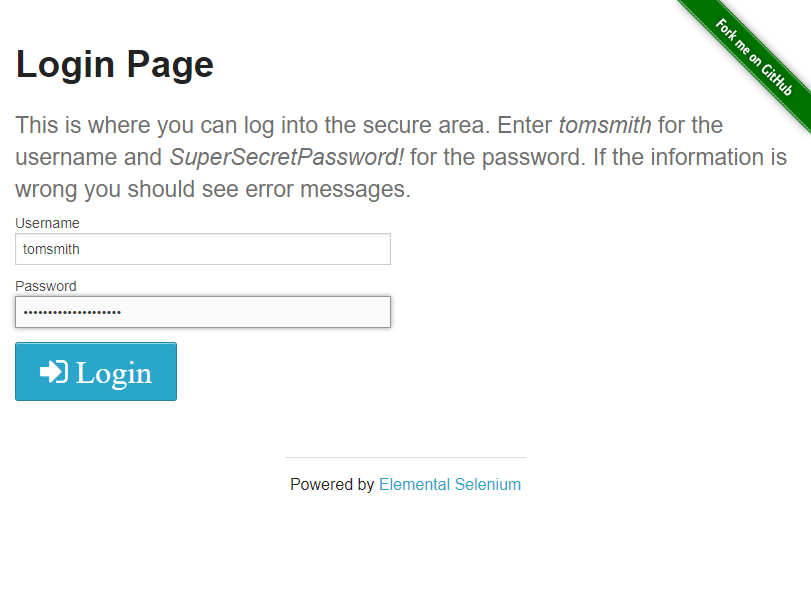 Fork me on GitHub
Login Page
This is where you can log into the secure area. Enter tomsmith for the
username and SuperSecretPassword! for the password. If the information is
wrong you should see error messages.
Username
tomsmith
Password
••••••••••••••••••••
Login
Powered by Elemental Selenium